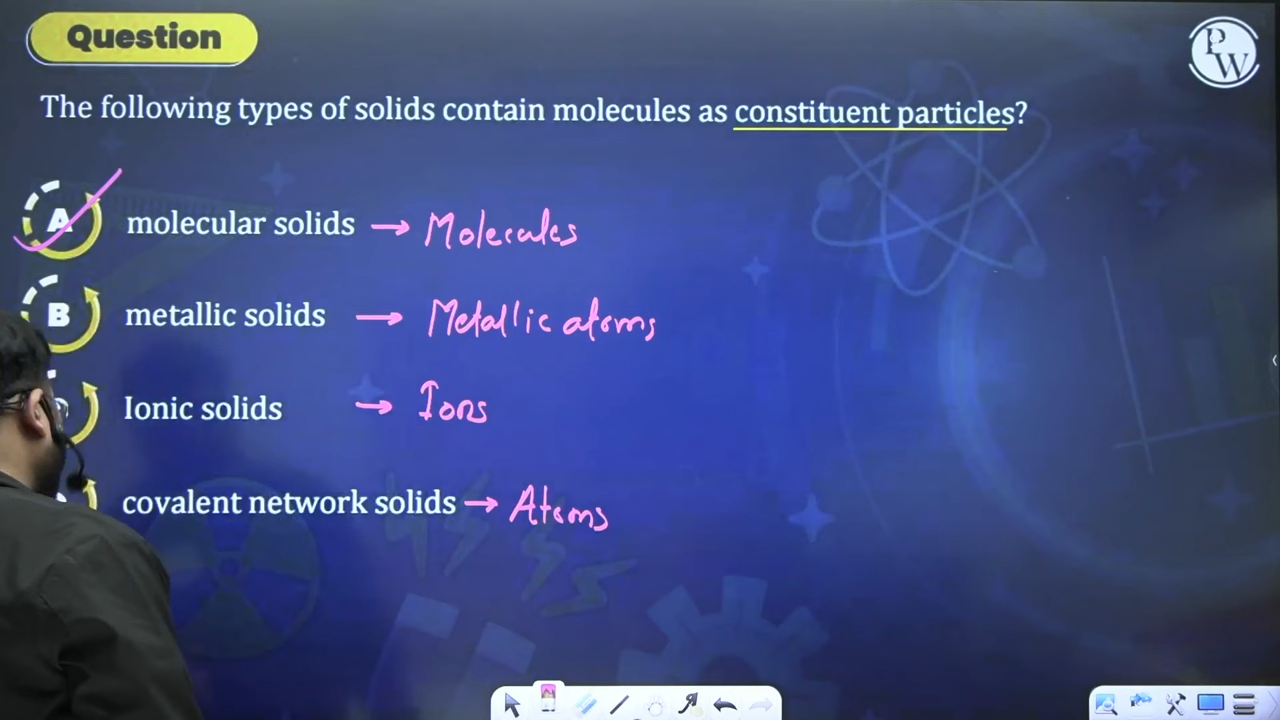 Question
PW
The following types of solids contain molecules as constituent particles?
A molecular solids → Molecules
B metallic solids → Metallic atoms
Ionic solids → Ions
covalent network solids → Atoms